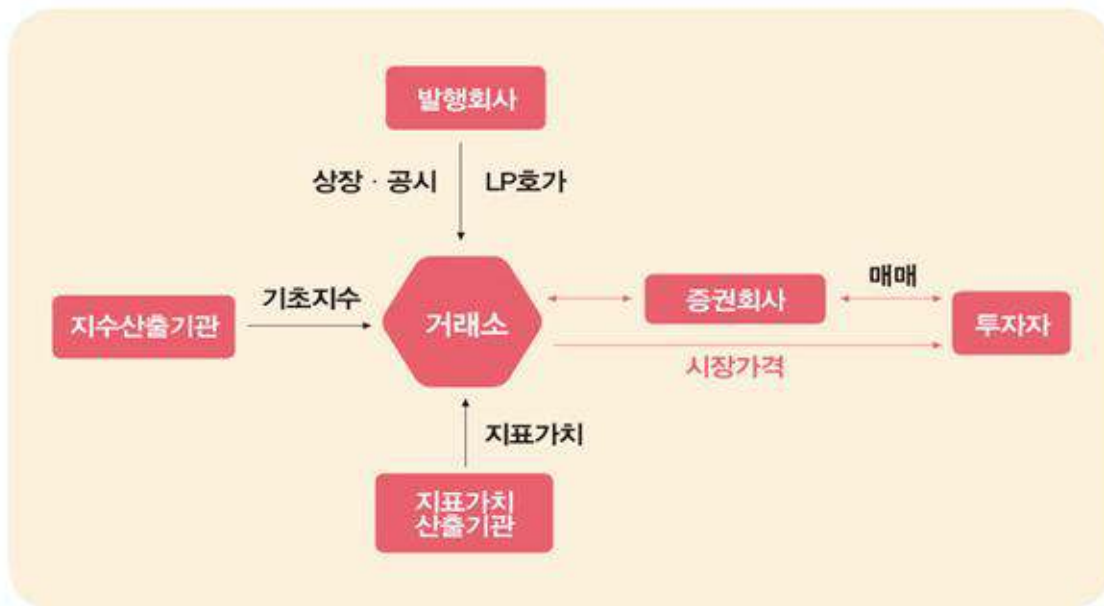 발행회사
상장 · 공시
LP호가
지수산출기관
기초지수
거래소
증권회사
매매
투자자
시장가격
지표가치
지표가치
산출기관